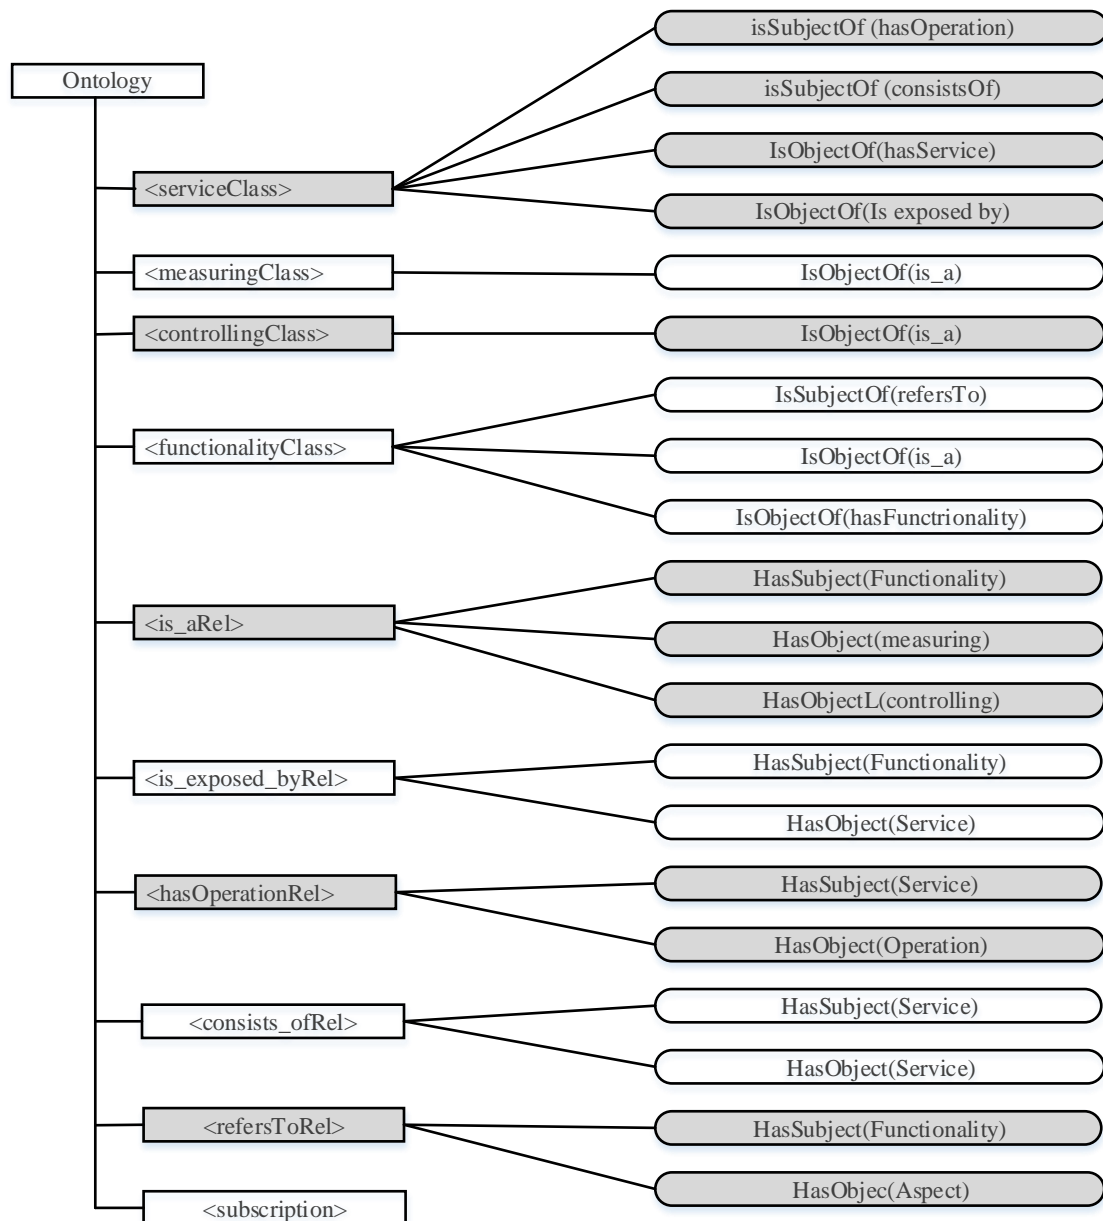 Ontology
<serviceClass>
isSubjectOf (hasOperation)
isSubjectOf (consistsOf)
IsObjectOf(hasService)
IsObjectOf(Is exposed by)
<measuringClass>
IsObjectOf(is_a)
<controllingClass>
IsObjectOf(is_a)
<functionalityClass>
IsSubjectOf(refersTo)
IsObjectOf(is_a)
IsObjectOf(hasFunctrionality)
<is_aRel>
HasSubject(Functionality)
HasObject(measuring)
HasObjectL(controlling)
<is_exposed_byRel>
HasSubject(Functionality)
HasObject(Service)
<hasOperationRel>
HasSubject(Service)
HasObject(Operation)
<consists_ofRel>
HasSubject(Service)
HasObject(Service)
<refersToRel>
HasSubject(Functionality)
HasObjec(Aspect)
<subscription>